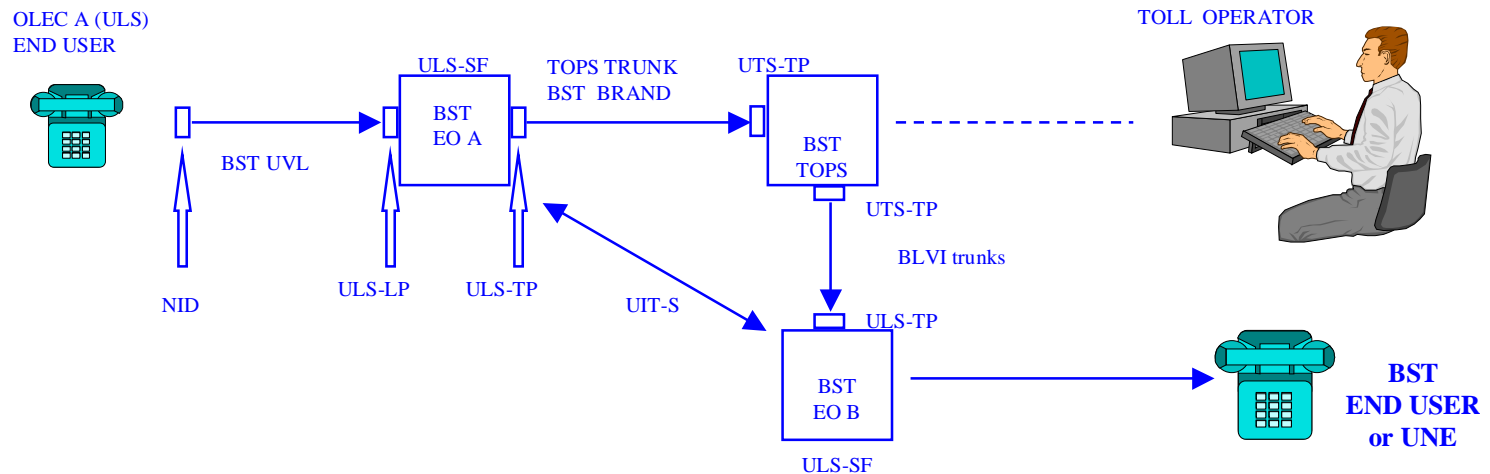 OLEC A (ULS)
END USER
TOLL OPERATOR
ULS-SF
TOPS TRUNK
BST BRAND
UTS-TP
BST
EO A
BST
TOPS
BST UVL
UTS-TP
BLVI trunks
NID
ULS-LP
ULS-TP
UIT-S
ULS-TP
BST
EO B
BST
END USER
or UNE
ULS-SF